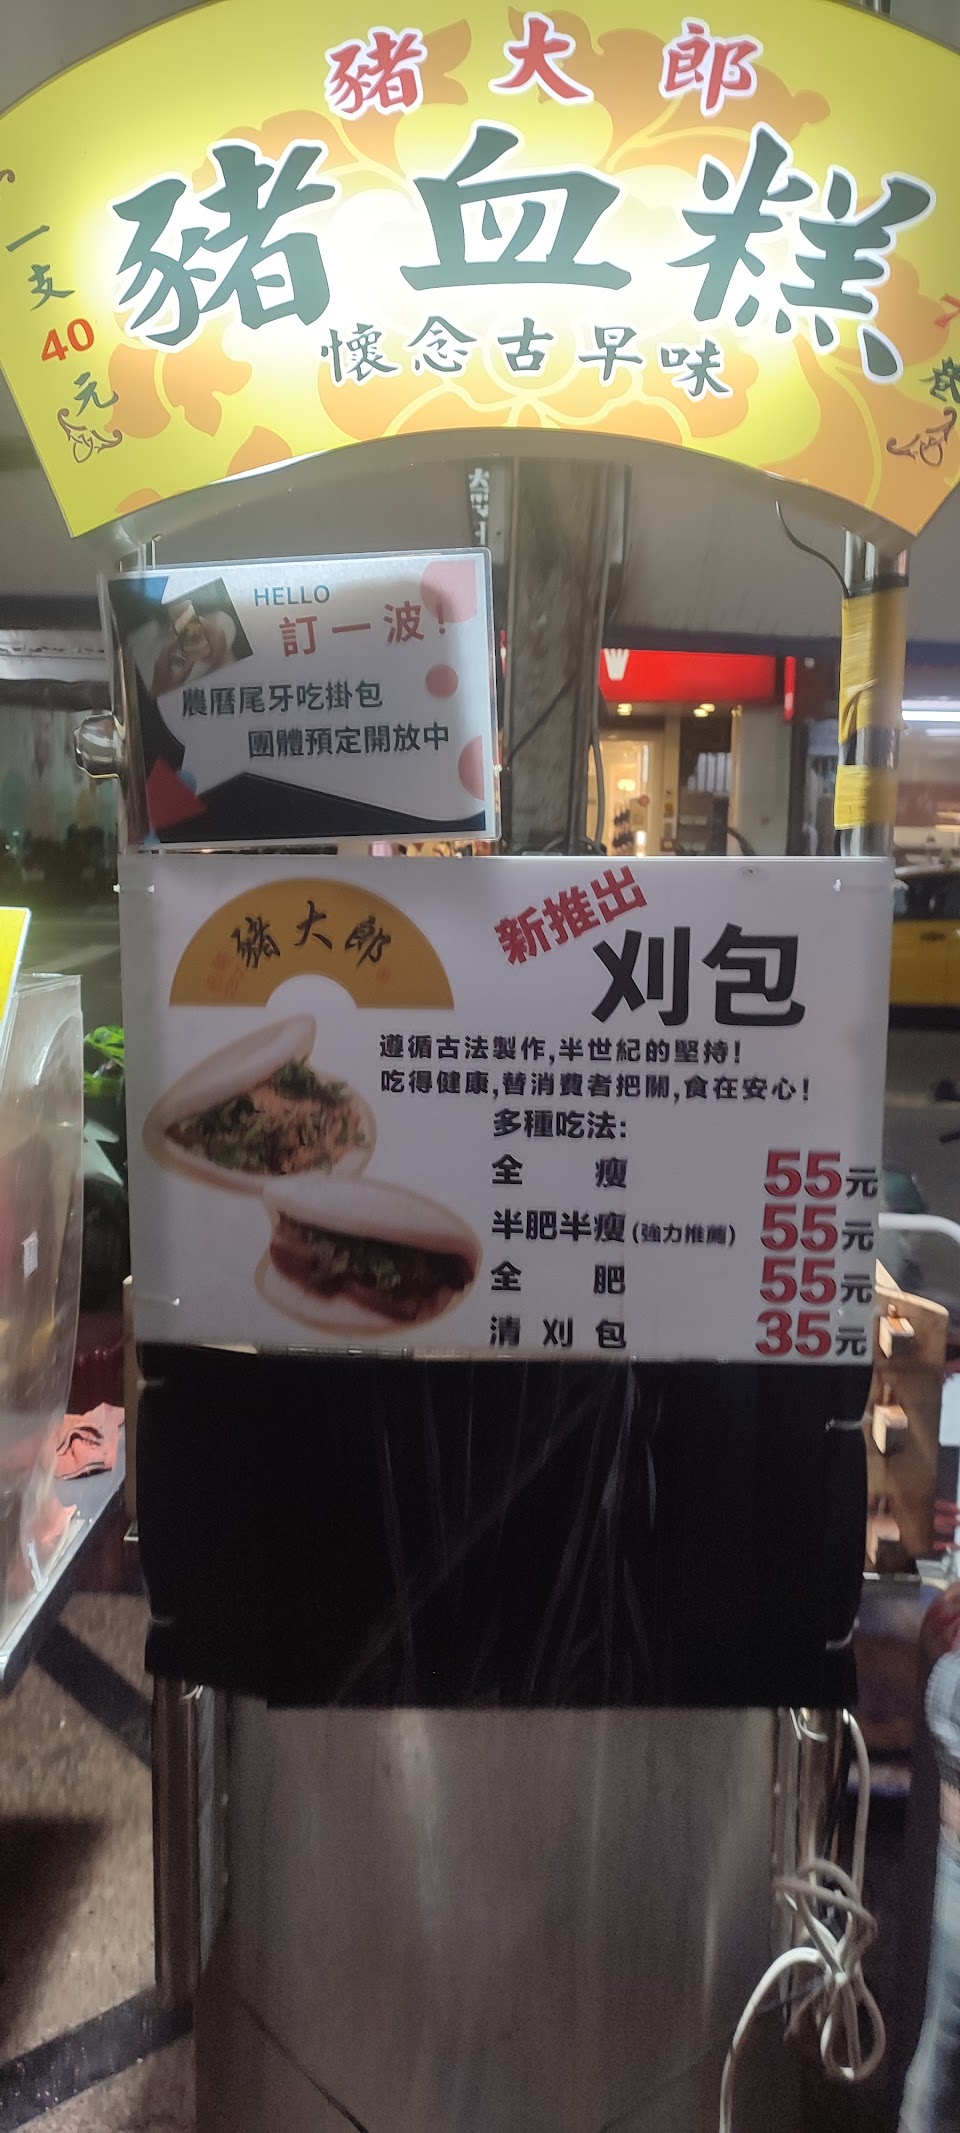 豬大郎
豬血糕
懷念古早味
一支40元
HELLO
訂一波!
農曆尾牙吃掛包
團體預定開放中
豬大郎
新推出
刈包
遵循古法製作,半世紀的堅持!
吃得健康,替消費者把關,食在安心!
多種吃法:
全瘦 55元
半肥半瘦(強力推薦) 55元
全肥 55元
清刈包 35元